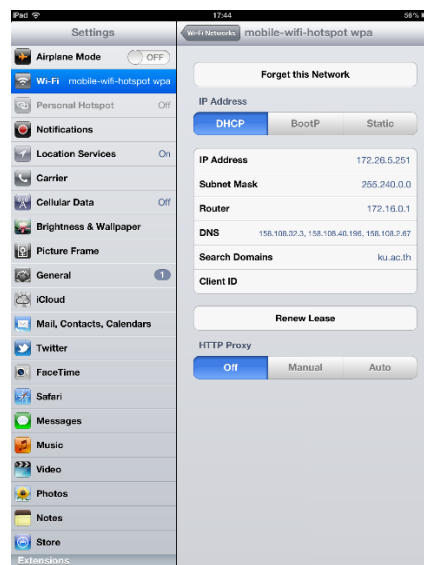 iPad 17:44 56%
Settings
Wi-Fi Networks mobile-wifi-hotspot wpa
Airplane Mode OFF
Wi-Fi mobile-wifi-hotspot wpa
Personal Hotspot Off
Notifications
Location Services On
Carrier
Cellular Data Off
Brightness & Wallpaper
Picture Frame
General 1
iCloud
Mail, Contacts, Calendars
Twitter
FaceTime
Safari
Messages
Music
Video
Photos
Notes
Store
Extensions
Forget this Network
IP Address
DHCP BootP Static
IP Address 172.26.5.251
Subnet Mask 255.240.0.0
Router 172.16.0.1
DNS 158.108.32.3, 158.108.40.196, 158.108.2.67
Search Domains ku.ac.th
Client ID
Renew Lease
HTTP Proxy
Off Manual Auto